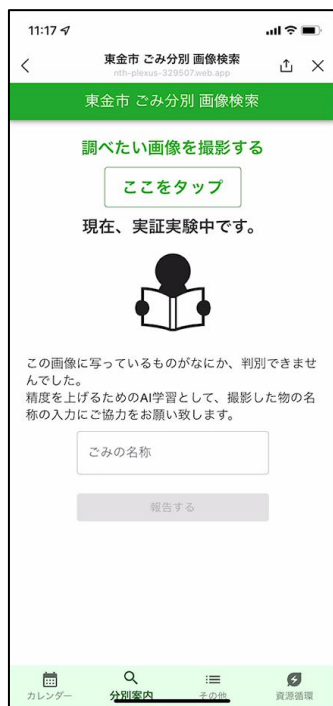 11:17
東金市 ごみ分別 画像検索
nth-plexus-329507.web.app
東金市 ごみ分別 画像検索
調べたい画像を撮影する
ここをタップ
現在、実証実験中です。
この画像に写っているものがなにか、判別できませ
んでした。
精度を上げるためのAI学習として、撮影した物の名
称の入力にご協力をお願い致します。
ごみの名称
報告する
カレンダー
分別案内
その他
資源循環